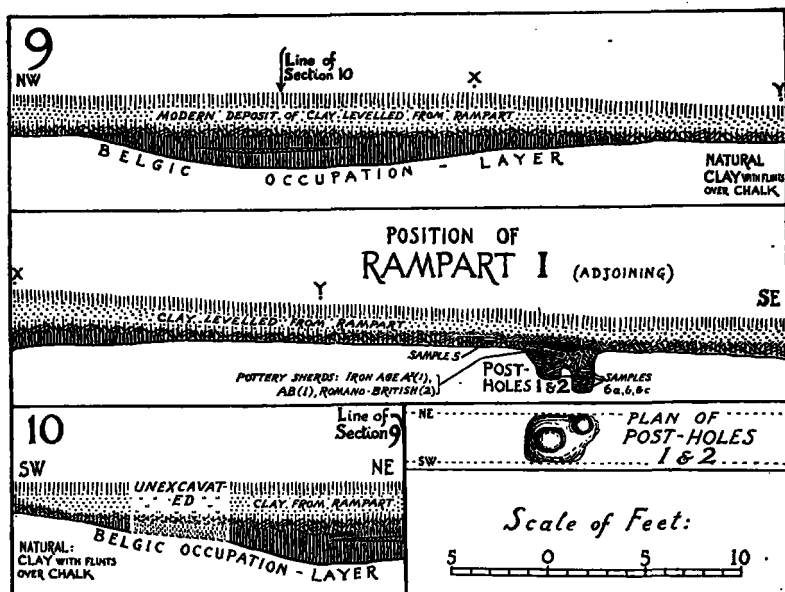 9
NW
Line of
Section 10
X
Y
MODERN DEPOSIT OF CLAY LEVELLED FROM RAMPART
BELGIC OCCUPATION - LAYER
NATURAL
CLAY WITH FLINTS
OVER CHALK
POSITION OF
RAMPART I (ADJOINING)
X
Y
SE
CLAY LEVELLED FROM RAMPART
SAMPLE 5
POTTERY SHERDS: IRON AGE A2(1),
AB(1), ROMANO-BRITISH (2)
POST-
HOLES 1 & 2
SAMPLES
6a, b, & c
10
Line of
Section 9
SW
NE
UNEXCAVAT-
ED
CLAY FROM RAMPART
BELGIC OCCUPATION - LAYER
NATURAL:
CLAY WITH FLINTS
OVER CHALK
NE
SW
PLAN OF
POST-HOLES
1 & 2
Scale of Feet:
5 0 5 10